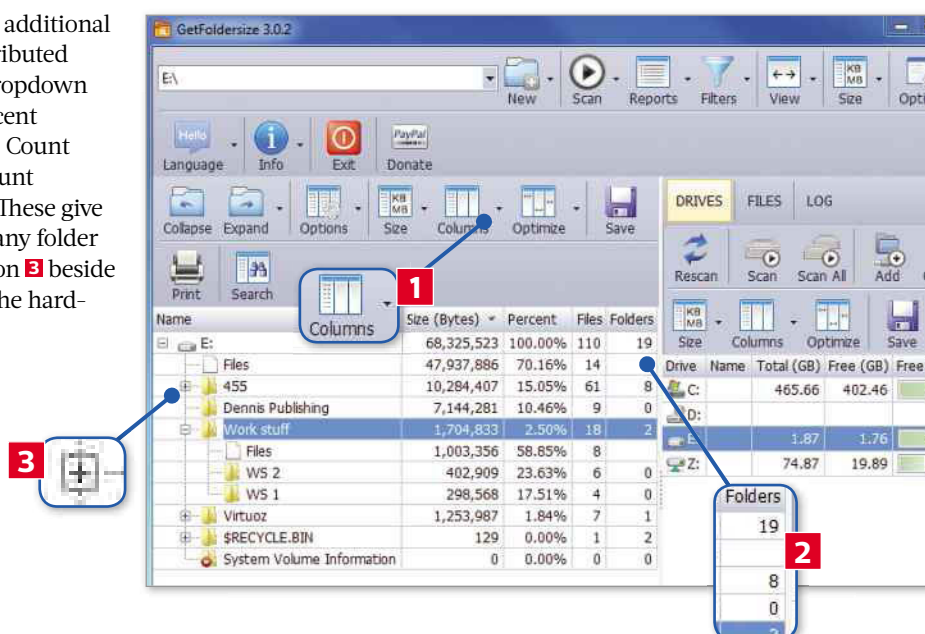 additional
ributed
ropdown
cent
Count
unt
These give
any folder
on 3 beside
he hard-
GetFoldersize 3.0.2
E:\
New Scan Reports Filters View KB MB Size
Hello Language Info Exit PayPal Donate
Collapse Expand Options KB MB Size Columns Optimize Save
Print Search
Columns
1
Name Size (Bytes) Percent Files Folders
E: 68,325,523 100.00% 110 19
Files 47,937,886 70.16% 14
455 10,284,407 15.05% 61 8
Dennis Publishing 7,144,281 10.46% 9 0
Work stuff 1,704,833 2.50% 18 2
Files 1,003,356 58.85% 8
WS 2 402,909 23.63% 6 0
WS 1 298,568 17.51% 4 0
Virtuoz 1,253,987 1.84% 7 1
$RECYCLE.BIN 129 0.00% 1 2
System Volume Information 0 0.00% 0 0
3
DRIVES FILES LOG
Rescan Scan Scan All Add
KB MB Size Columns Optimize Save
Drive Name Total (GB) Free (GB) Free
C: 465.66 402.46
D:
E: 1.87 1.76
Z: 74.87 19.89
Folders
19
2
8
0